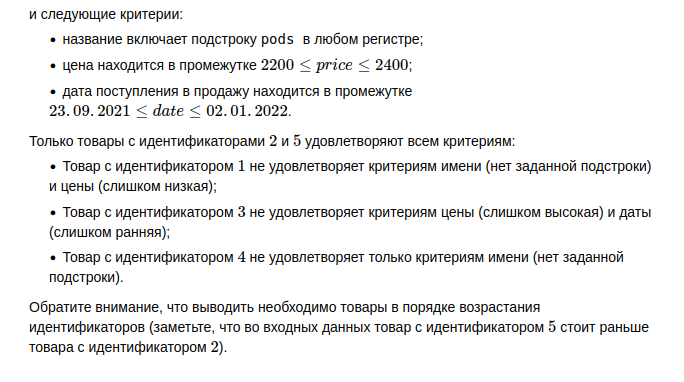 и следующие критерии:
• название включает подстроку pods в любом регистре;
• цена находится в промежутке 2200 ≤ price ≤ 2400;
• дата поступления в продажу находится в промежутке
23.09.2021 ≤ date ≤ 02.01.2022.
Только товары с идентификаторами 2 и 5 удовлетворяют всем критериям:
• Товар с идентификатором 1 не удовлетворяет критериям имени (нет заданной подстроки)
и цены (слишком низкая);
• Товар с идентификатором 3 не удовлетворяет критериям цены (слишком высокая) и даты
(слишком ранняя);
• Товар с идентификатором 4 не удовлетворяет только критериям имени (нет заданной
подстроки).
Обратите внимание, что выводить необходимо товары в порядке возрастания
идентификаторов (заметьте, что во входных данных товар с идентификатором 5 стоит раньше
товара с идентификатором 2).